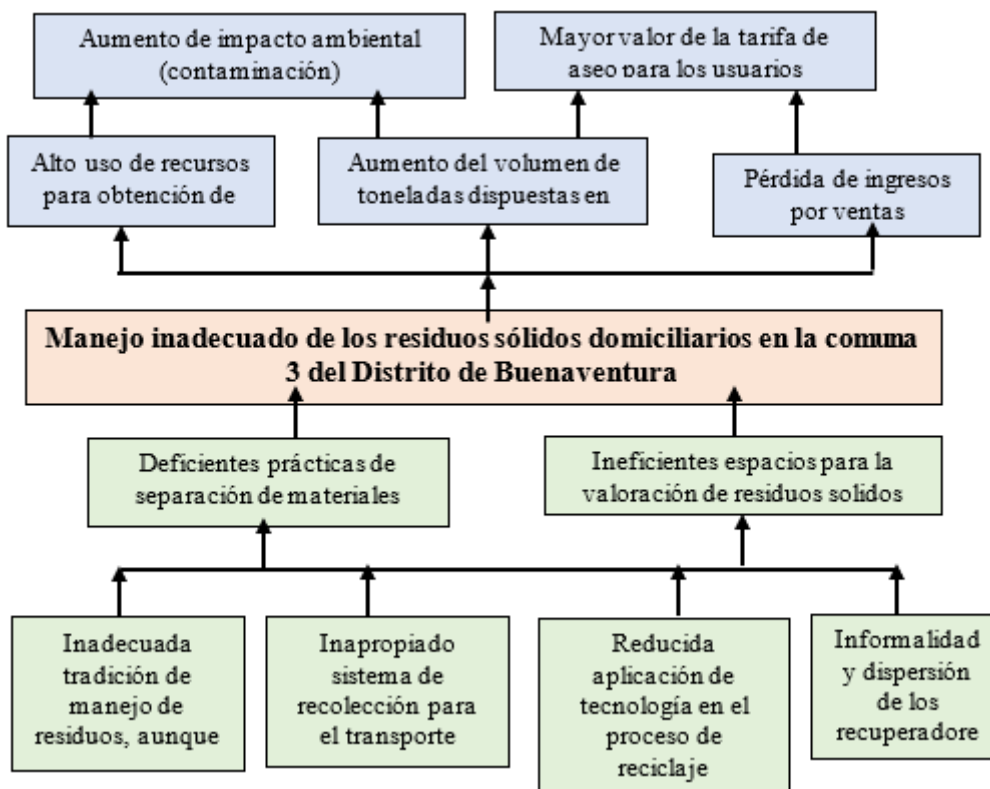 Aumento de impacto ambiental
(contaminación)
Mayor valor de la tarifa de
aseo para los usuarios
Alto uso de recursos
para obtención de
Aumento del volumen de
toneladas dispuestas en
Pérdida de ingresos
por ventas
Manejo inadecuado de los residuos sólidos domiciliarios en la comuna
3 del Distrito de Buenaventura
Deficientes prácticas de
separación de materiales
Ineficientes espacios para la
valoración de residuos solidos
Inadecuada
tradición de
manejo de
residuos, aunque
Inapropiado
sistema de
recolección para
el transporte
Reducida
aplicación de
tecnología en el
proceso de
reciclaje
Informalidad
y dispersión
de los
recuperadore